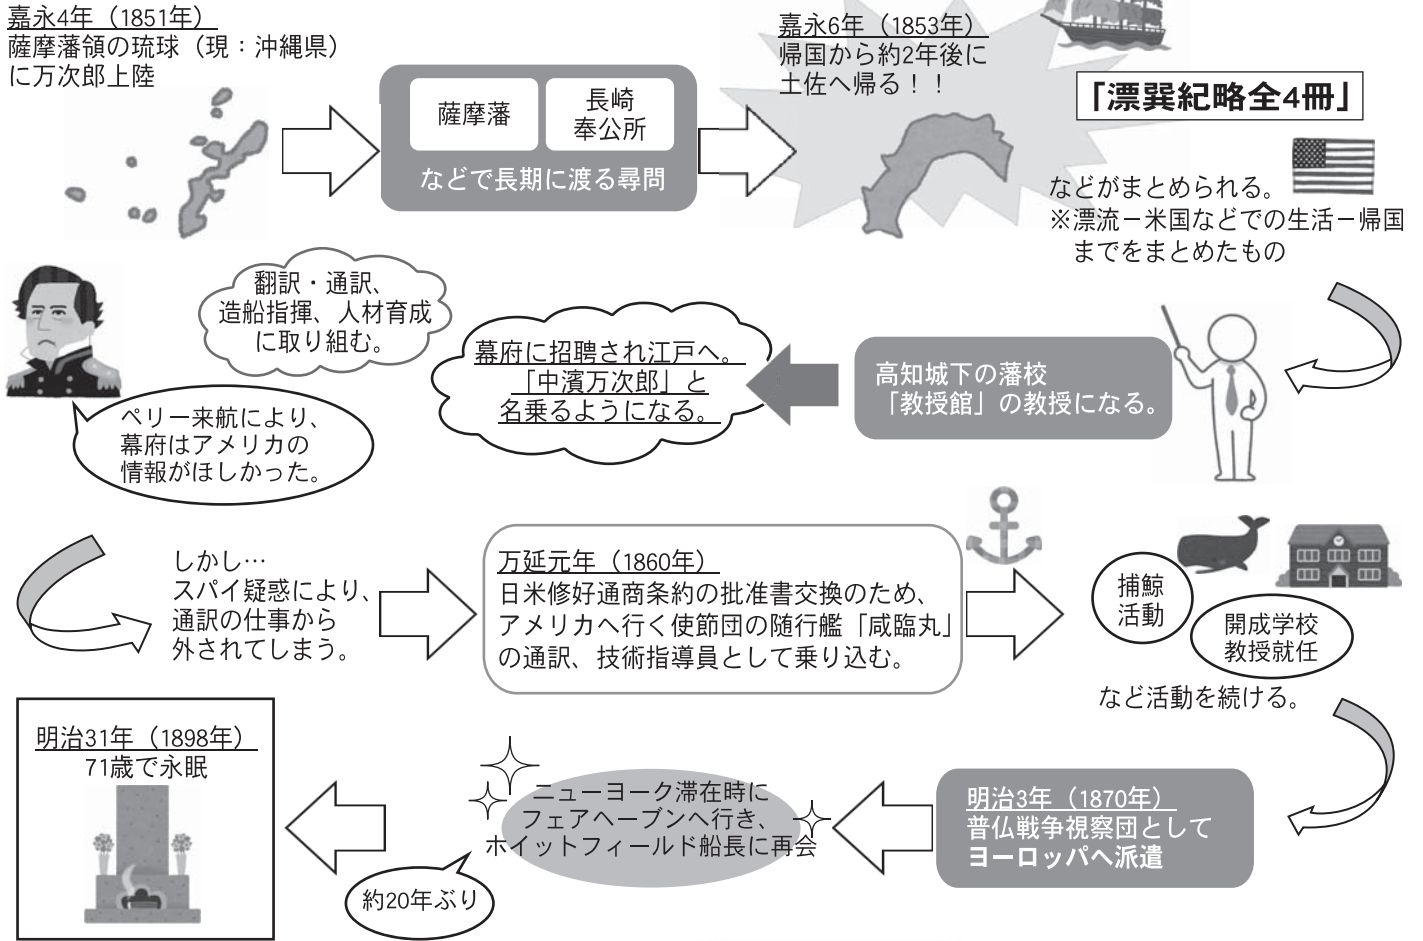 嘉永4年（1851年）
薩摩藩領の琉球（現：沖縄県）
に万次郎上陸
薩摩藩
長崎
奉公所
などで長期に渡る尋問
嘉永6年（1853年）
帰国から約2年後に
土佐へ帰る！！
「漂巽紀略全4冊」
などがまとめられる。
※漂流－米国などでの生活－帰国
までをまとめたもの
高知城下の藩校
「教授館」の教授になる。
幕府に招聘され江戸へ。
「中濱万次郎」と
名乗るようになる。
翻訳・通訳、
造船指揮、人材育成
に取り組む。
ペリー来航により、
幕府はアメリカの
情報がほしかった。
しかし…
スパイ疑惑により、
通訳の仕事から
外されてしまう。
万延元年（1860年）
日米修好通商条約の批准書交換のため、
アメリカへ行く使節団の随行艦「咸臨丸」
の通訳、技術指導員として乗り込む。
捕鯨
活動
開成学校
教授就任
など活動を続ける。
明治3年（1870年）
普仏戦争視察団として
ヨーロッパへ派遣
ニューヨーク滞在時に
フェアヘーブンへ行き、
ホイットフィールド船長に再会
約20年ぶり
明治31年（1898年）
71歳で永眠